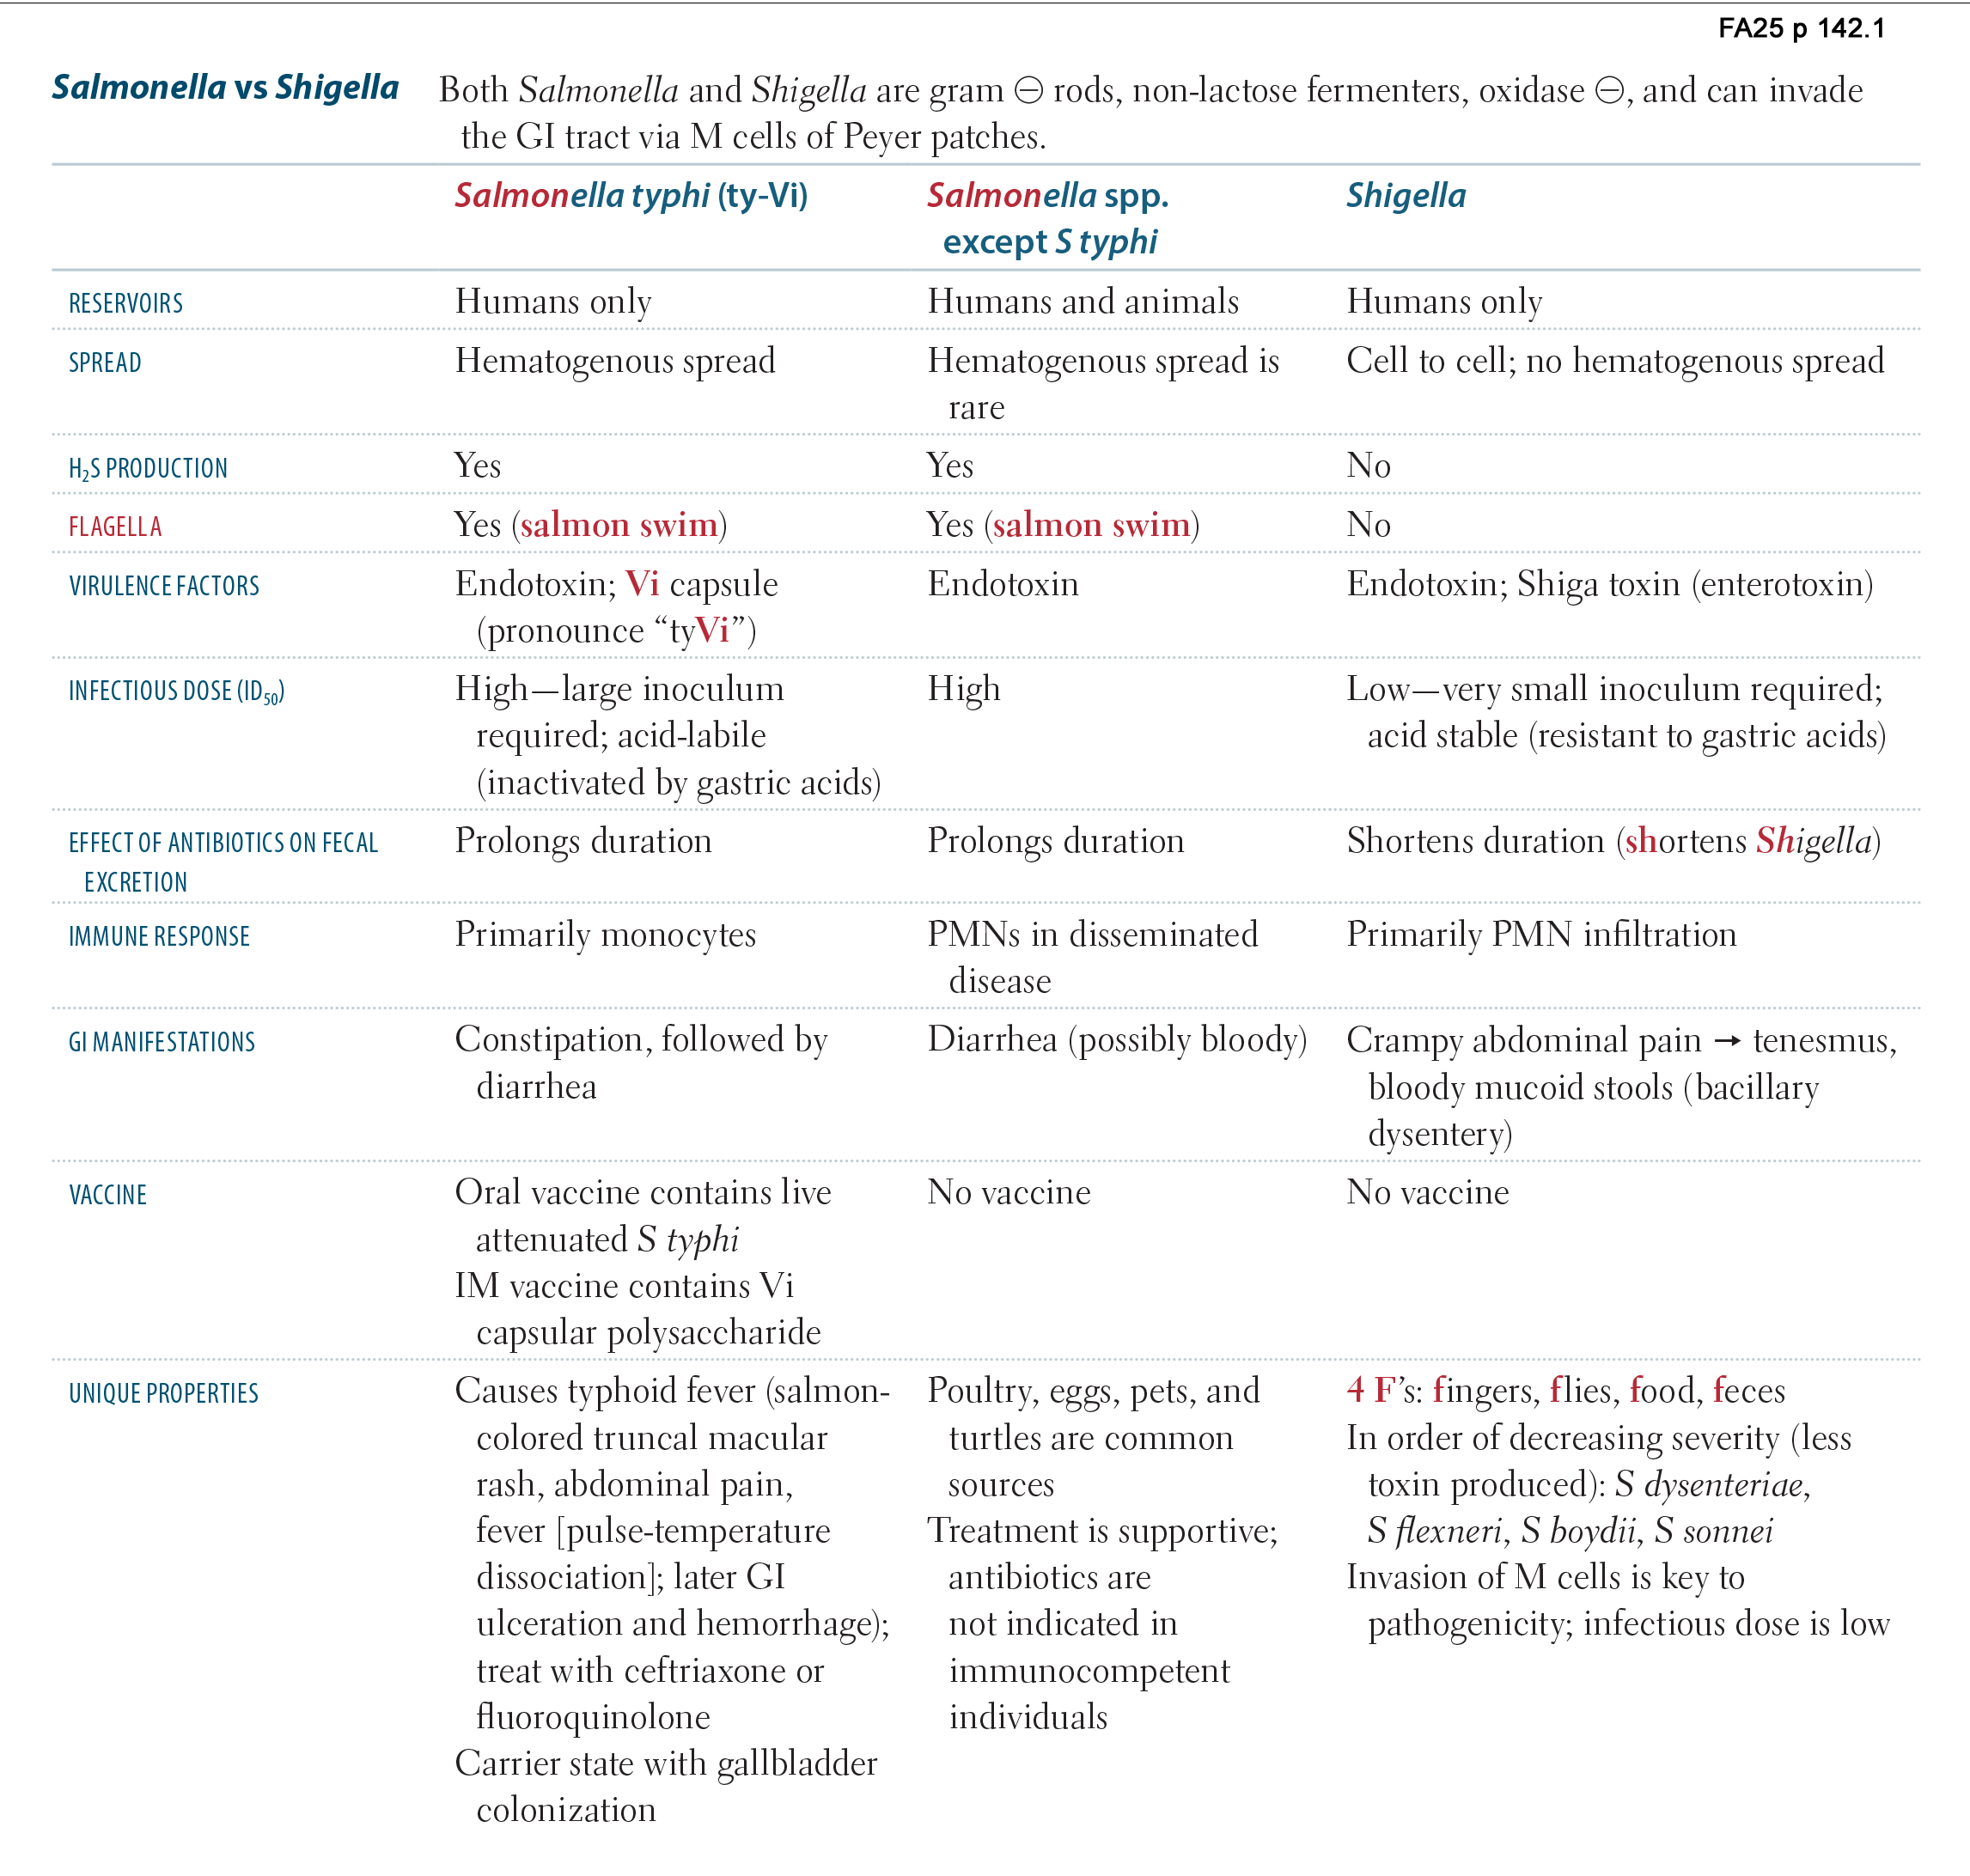 FA25 p 142.1
Salmonella vs Shigella
Both Salmonella and Shigella are gram ⊖ rods, non-lactose fermenters, oxidase ⊖, and can invade
the GI tract via M cells of Peyer patches.
Salmonella typhi (ty-Vi)
Salmonella spp.
except S typhi
Shigella
RESERVOIRS
Humans only
Humans and animals
Humans only
SPREAD
Hematogenous spread
Hematogenous spread is
rare
Cell to cell; no hematogenous spread
H₂S PRODUCTION
Yes
Yes
No
FLAGELLA
Yes (salmon swim)
Yes (salmon swim)
No
VIRULENCE FACTORS
Endotoxin; Vi capsule
(pronounce “tyVi”)
Endotoxin
Endotoxin; Shiga toxin (enterotoxin)
INFECTIOUS DOSE (ID₅₀)
High—large inoculum
required; acid-labile
(inactivated by gastric acids)
High
Low—very small inoculum required;
acid stable (resistant to gastric acids)
EFFECT OF ANTIBIOTICS ON FECAL
EXCRETION
Prolongs duration
Prolongs duration
Shortens duration (shortens Shigella)
IMMUNE RESPONSE
Primarily monocytes
PMNs in disseminated
disease
Primarily PMN infiltration
GI MANIFESTATIONS
Constipation, followed by
diarrhea
Diarrhea (possibly bloody)
Crampy abdominal pain → tenesmus,
bloody mucoid stools (bacillary
dysentery)
VACCINE
Oral vaccine contains live
attenuated S typhi
IM vaccine contains Vi
capsular polysaccharide
No vaccine
No vaccine
UNIQUE PROPERTIES
Causes typhoid fever (salmon-
colored truncal macular
rash, abdominal pain,
fever [pulse-temperature
dissociation]; later GI
ulceration and hemorrhage);
treat with ceftriaxone or
fluoroquinolone
Carrier state with gallbladder
colonization
Poultry, eggs, pets, and
turtles are common
sources
Treatment is supportive;
antibiotics are
not indicated in
immunocompetent
individuals
4 F’s: fingers, flies, food, feces
In order of decreasing severity (less
toxin produced): S dysenteriae,
S flexneri, S boydii, S sonnei
Invasion of M cells is key to
pathogenicity; infectious dose is low